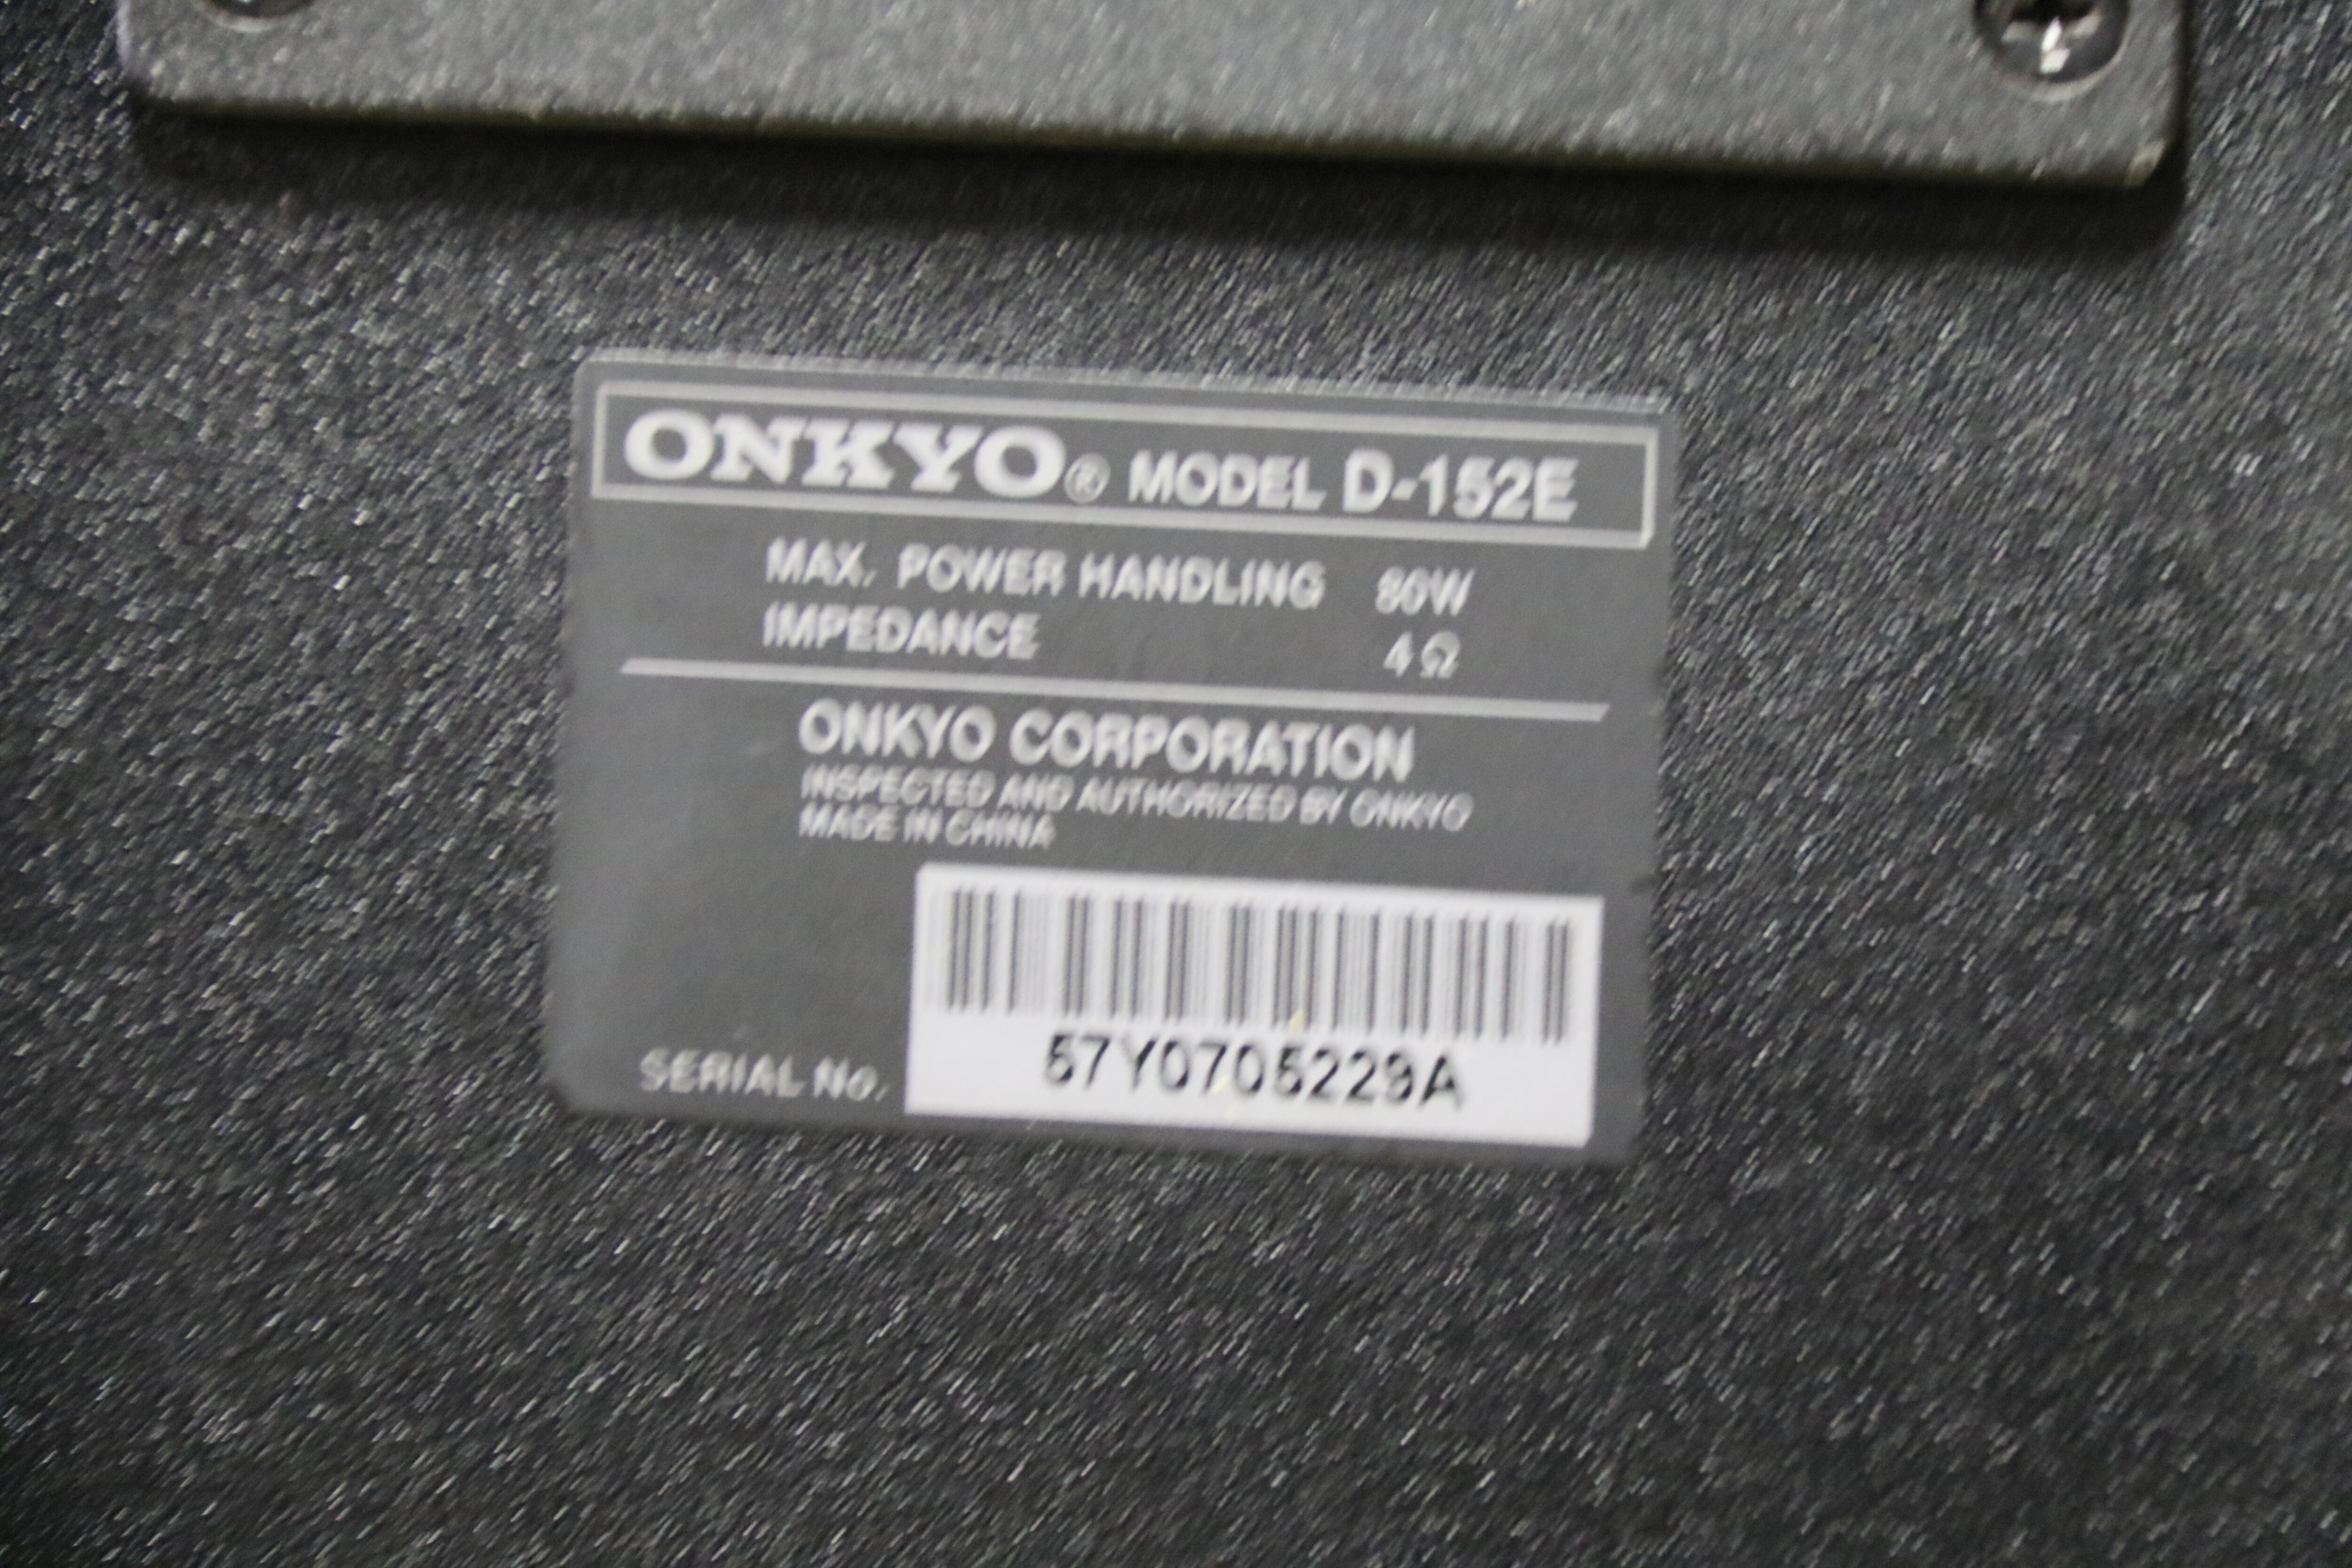 ONKYO® MODEL D-152E
MAX. POWER HANDLING 80W
IMPEDANCE 4Ω
ONKYO CORPORATION
INSPECTED AND AUTHORIZED BY ONKYO
MADE IN CHINA
SERIAL No. 57Y0705229A